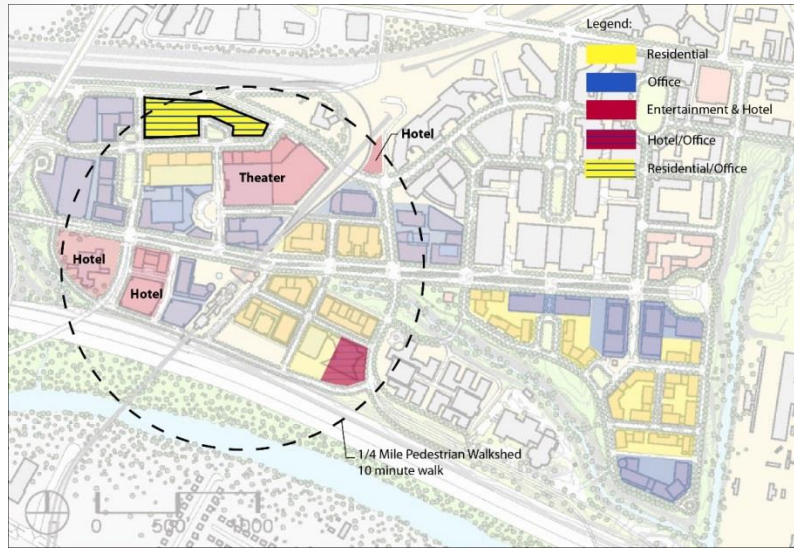 Legend:
Residential
Office
Entertainment & Hotel
Hotel/Office
Residential/Office
Hotel
Theater
Hotel
Hotel
1/4 Mile Pedestrian Walkshed
10 minute walk
0 500 1000